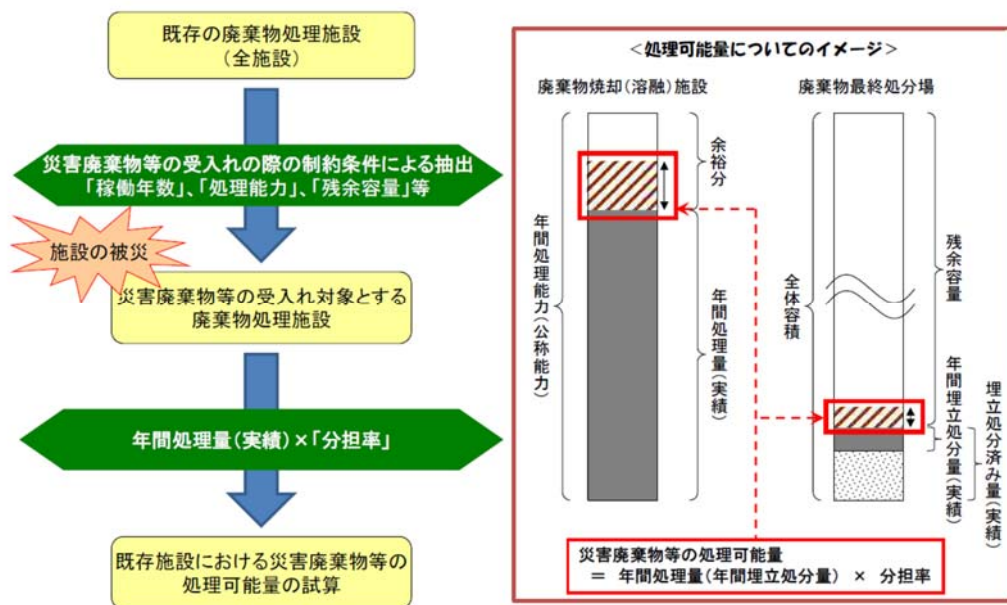 既存の廃棄物処理施設
(全施設)
災害廃棄物等の受入れの際の制約条件による抽出
「稼働年数」、「処理能力」、「残余容量」等
施設の被災
災害廃棄物等の受入れ対象とする
廃棄物処理施設
年間処理量(実績)×「分担率」
既存施設における災害廃棄物等の
処理可能量の試算
<処理可能量についてのイメージ>
廃棄物焼却(溶融)施設
年間処理能力(公称能力)
余裕分
年間処理量(実績)
廃棄物最終処分場
全体容積
残余容量
年間埋立処分量(実績)
埋立処分済み量(実績)
災害廃棄物等の処理可能量
= 年間処理量(年間埋立処分量) × 分担率